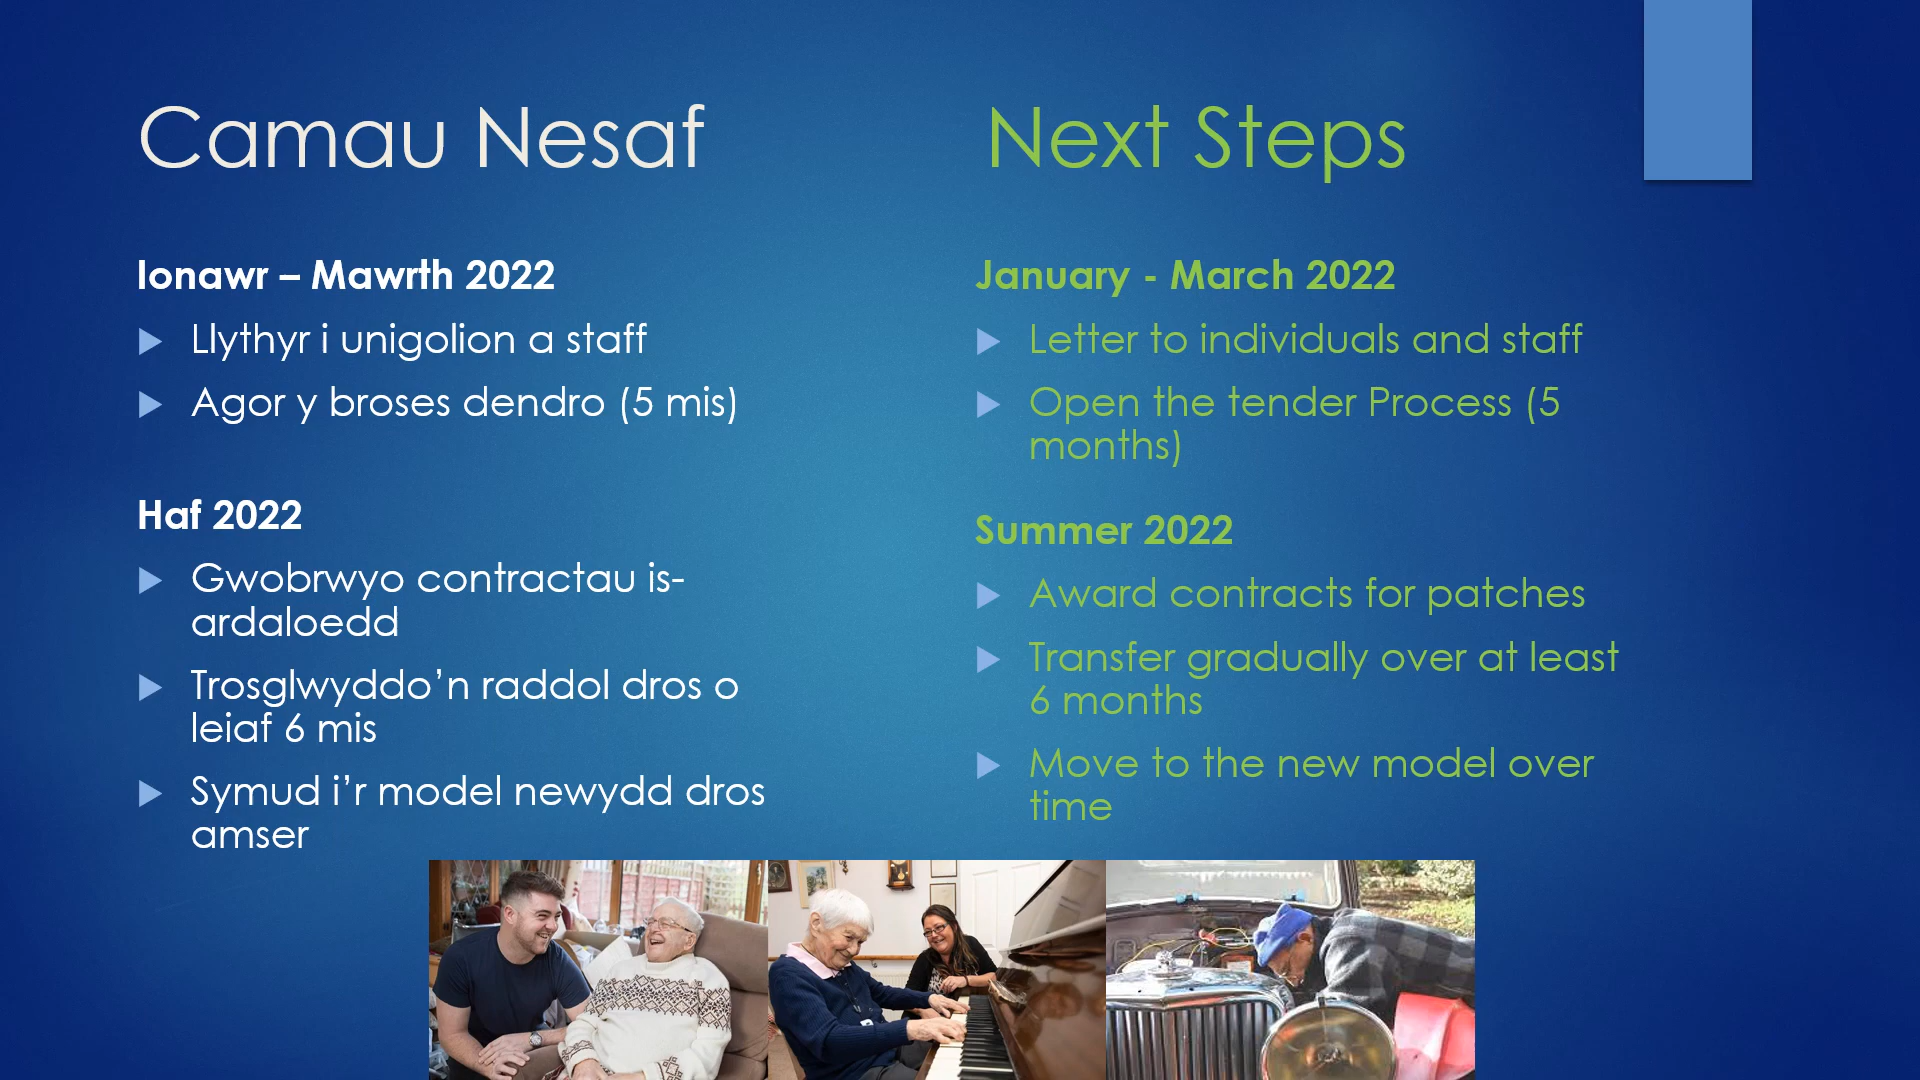 Camau Nesaf
Ionawr – Mawrth 2022
Llythyr i unigolion a staff
Agor y broses dendro (5 mis)
Haf 2022
Gwobrwyo contractau is-
ardaloedd
Trosglwyddo’n raddol dros o
leiaf 6 mis
Symud i’r model newydd dros
amser
Next Steps
January - March 2022
Letter to individuals and staff
Open the tender Process (5
months)
Summer 2022
Award contracts for patches
Transfer gradually over at least
6 months
Move to the new model over
time